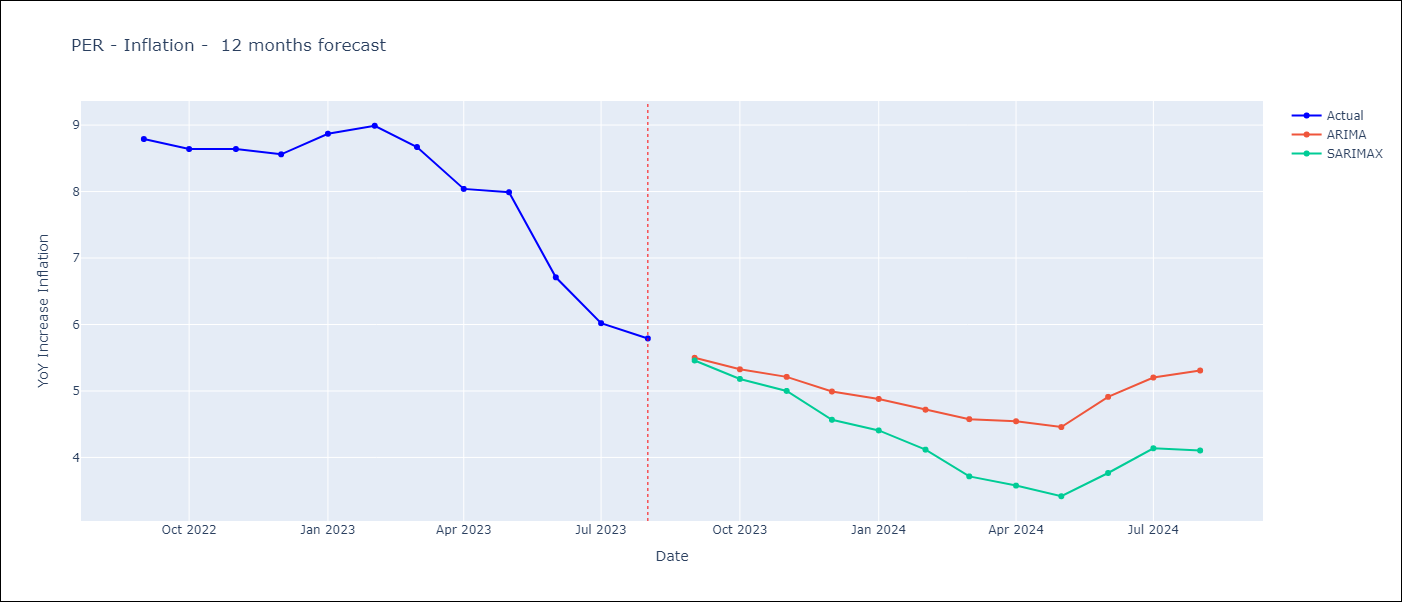 PER - Inflation -  12 months forecast
Actual
ARIMA
SARIMAX
YoY Increase Inflation
9
8
7
6
5
4
Oct 2022
Jan 2023
Apr 2023
Jul 2023
Oct 2023
Jan 2024
Apr 2024
Jul 2024
Date